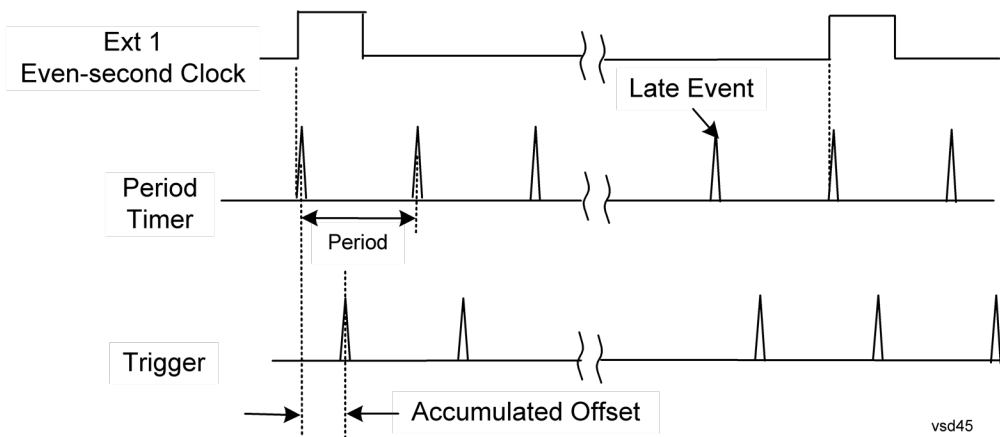 Ext 1
Even-second Clock
Late Event
Period
Timer
Period
Trigger
Accumulated Offset
vsd45